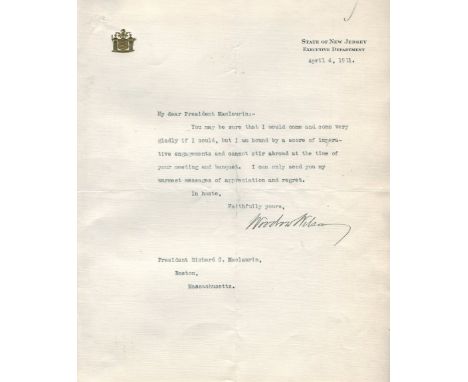 STATE OF NEW JERSEY
EXECUTIVE DEPARTMENT
April 4, 1911.
My dear President Maclaurin:-
You may be sure that I would come and come very
gladly if I could, but I am bound by a score of impera-
tive engagements and cannot stir abroad at the time of
your meeting and banquet. I can only send you my
warmest messages of appreciation and regret.
In haste,
Faithfully yours,
Woodrow Wilson
President Richard C. Maclaurin,
Boston,
Massachusetts.